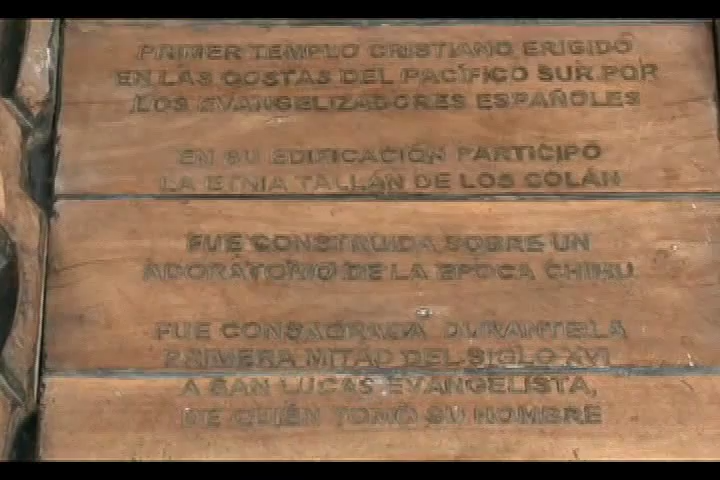 PRIMER TEMPLO CRISTIANO ERIGIDO
EN LAS COSTAS DEL PACÍFICO SUR POR
LOS EVANGELIZADORES ESPAÑOLES
EN SU EDIFICACIÓN PARTICIPÓ
LA ETNIA TALLÁN DE LOS COLÁN
FUE CONSTRUIDA SOBRE UN
ADORATORIO DE LA EPOCA CHIMU
FUE CONSAGRADA DURANTE LA
PRIMERA MITAD DEL SIGLO XVI
A SAN LUCAS EVANGELISTA,
DE QUIÉN TOMÓ SU NOMBRE